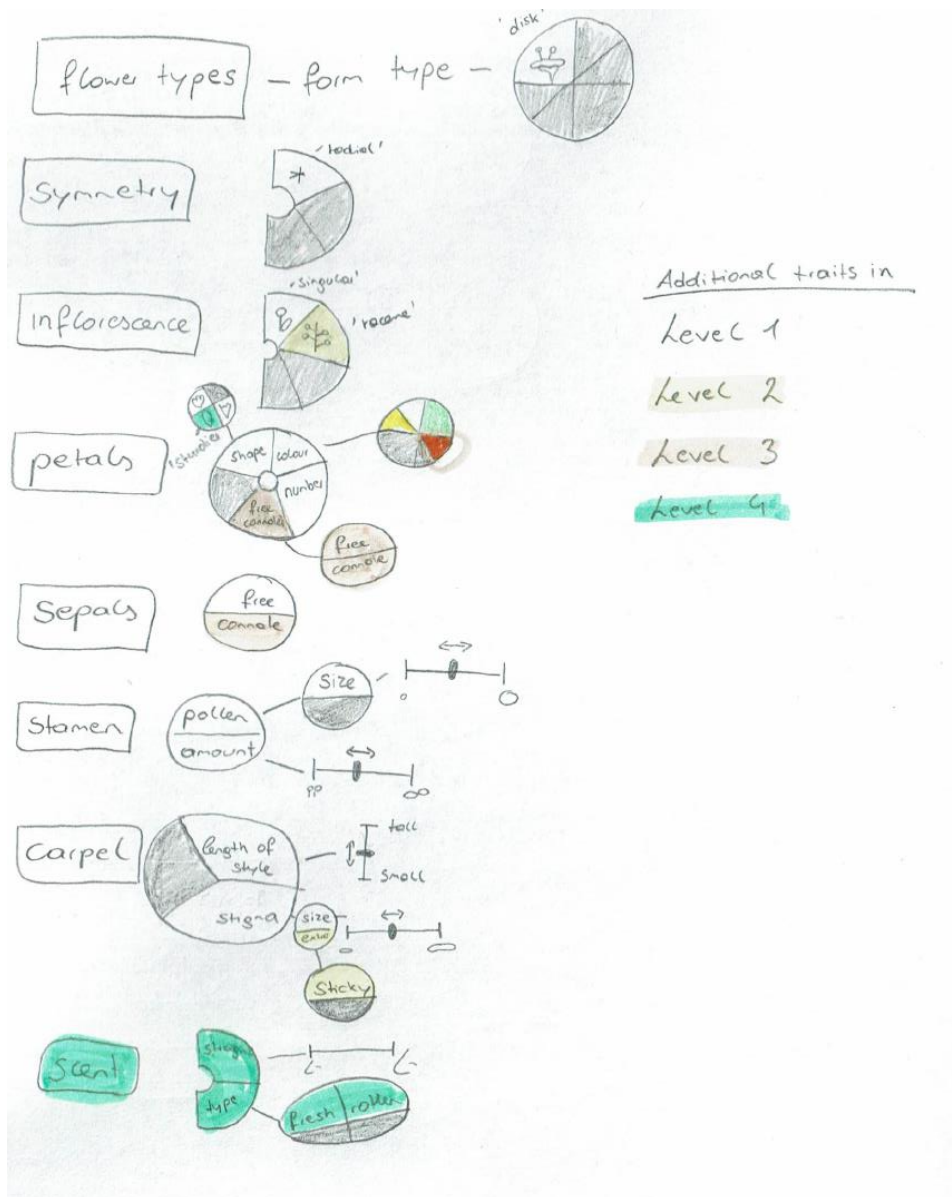 flower types – form type –
'disk'
Symmetry
'radial'
inflorescence
'singular'
'raceme'
Additional traits in
Level 1
Level 2
Level 3
Level 4
petals
shape
colour
number
free
connate
free
connate
Sepals
free
connate
Stamen
pollen
amount
Size
∞
Carpel
length of
style
stigma
tall
Small
size
Sticky
Scent
type
fresh
rotten